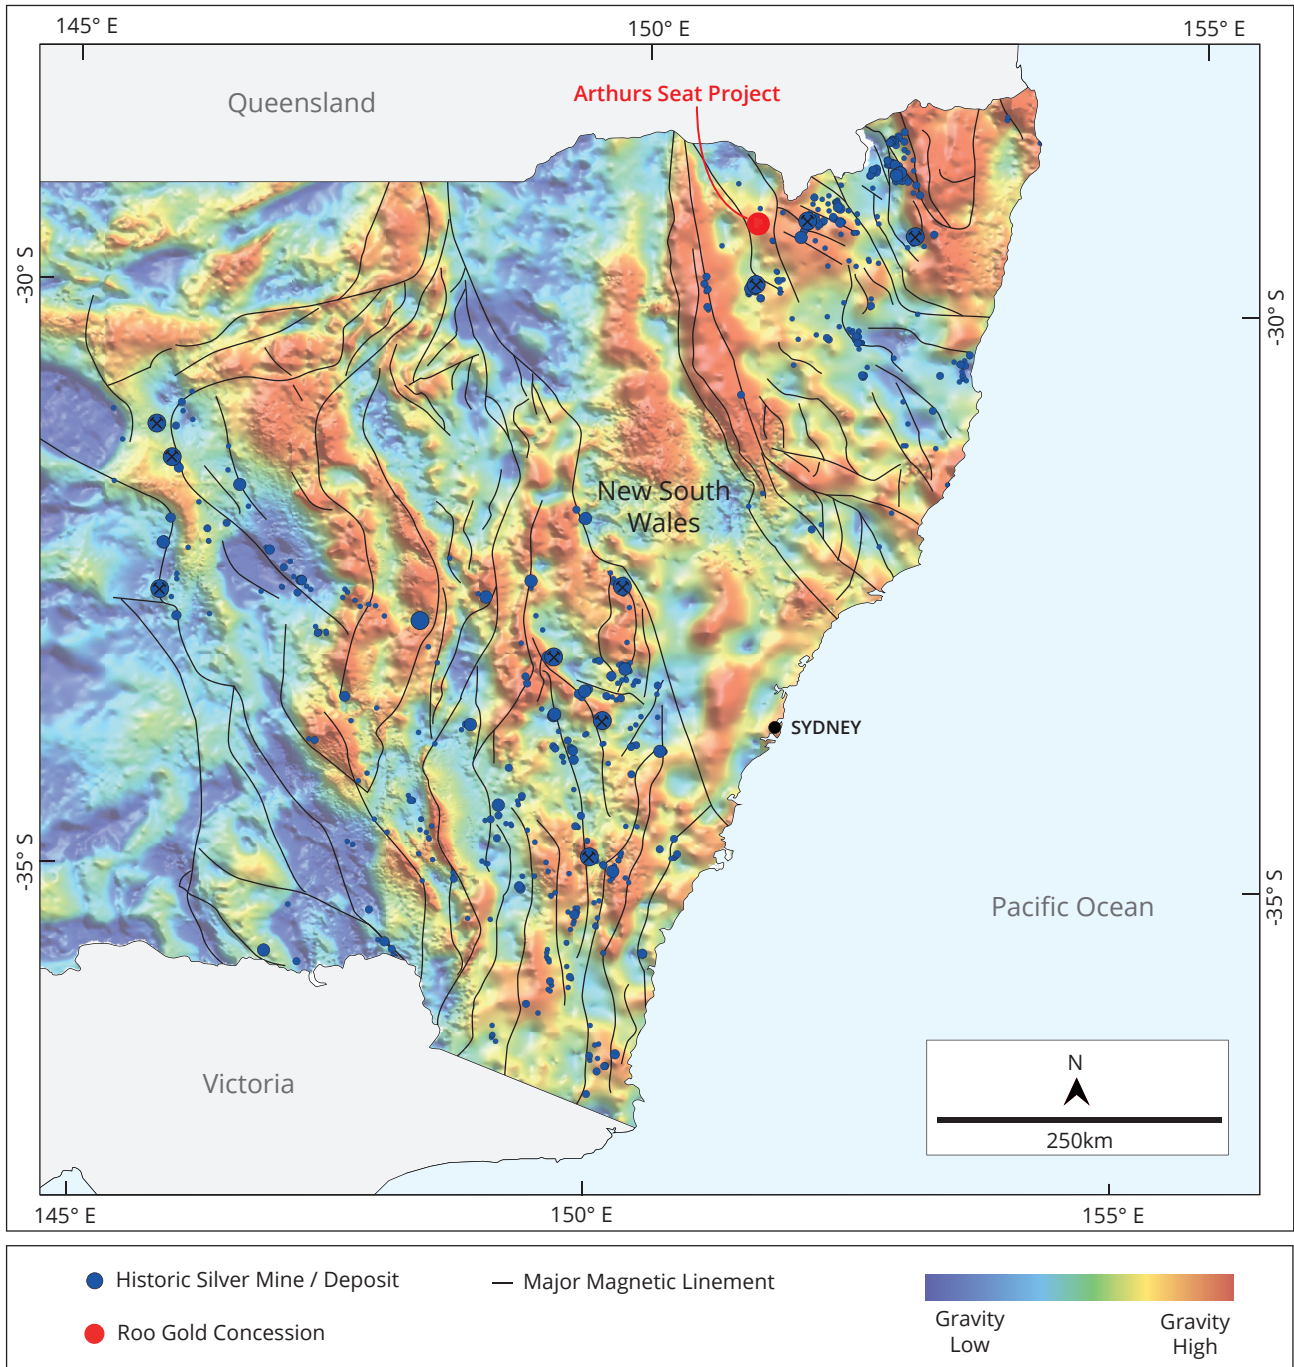 145° E
150° E
155° E
Queensland
Arthurs Seat Project
-30° S
-30° S
New South
Wales
SYDNEY
-35° S
-35° S
Pacific Ocean
Victoria
N
250km
145° E
150° E
155° E
Historic Silver Mine / Deposit
Major Magnetic Linement
Roo Gold Concession
Gravity
Low
Gravity
High